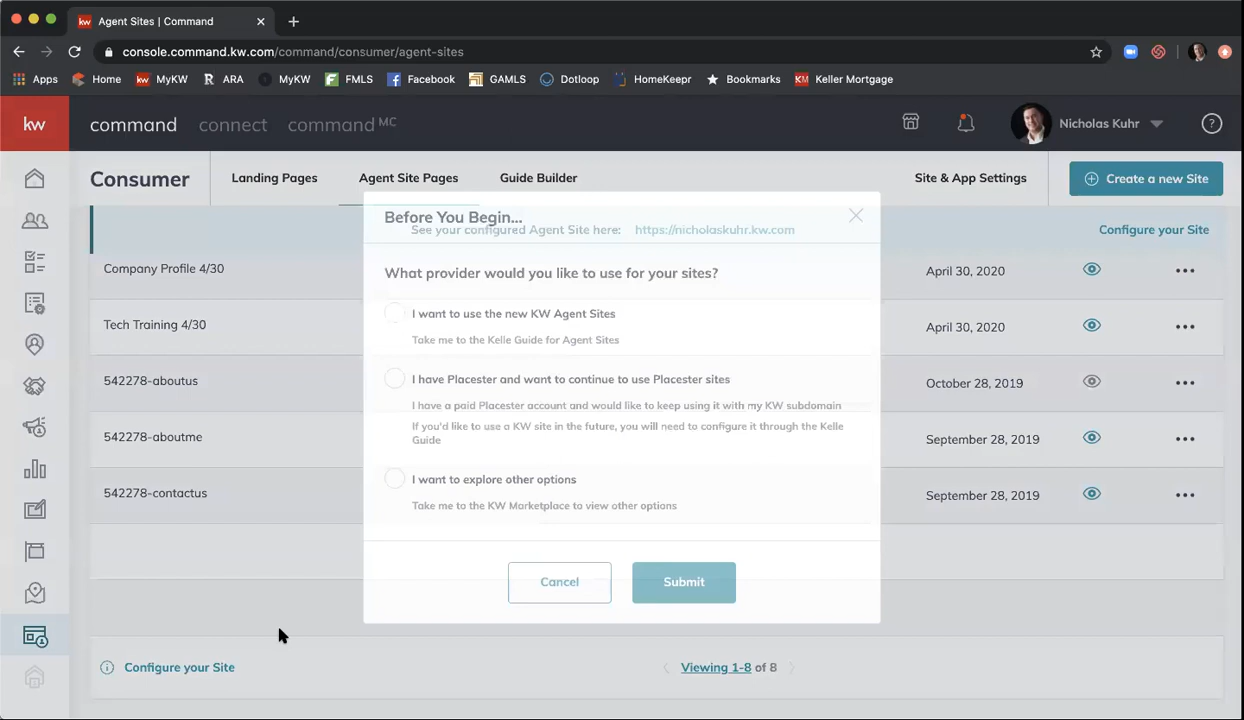 Agent Sites | Command
console.command.kw.com/command/consumer/agent-sites
Apps Home MyKW ARA MyKW FMLS Facebook GAMLS Dotloop HomeKeepr Bookmarks Keller Mortgage
kw command connect command MC Nicholas Kuhr
Consumer Landing Pages Agent Site Pages Guide Builder Site & App Settings Create a new Site
Before You Begin...
See your configured Agent Site here: https://nicholaskuhr.kw.com Configure your Site
Company Profile 4/30 April 30, 2020
What provider would you like to use for your sites?
I want to use the new KW Agent Sites
Tech Training 4/30 April 30, 2020
Take me to the Kelle Guide for Agent Sites
542278-aboutus October 28, 2019
I have Placester and want to continue to use Placester sites
I have a paid Placester account and would like to keep using it with my KW subdomain
If you'd like to use a KW site in the future, you will need to configure it through the Kelle
Guide
542278-aboutme September 28, 2019
I want to explore other options
542278-contactus September 28, 2019
Take me to the KW Marketplace to view other options
Cancel Submit
Configure your Site Viewing 1-8 of 8